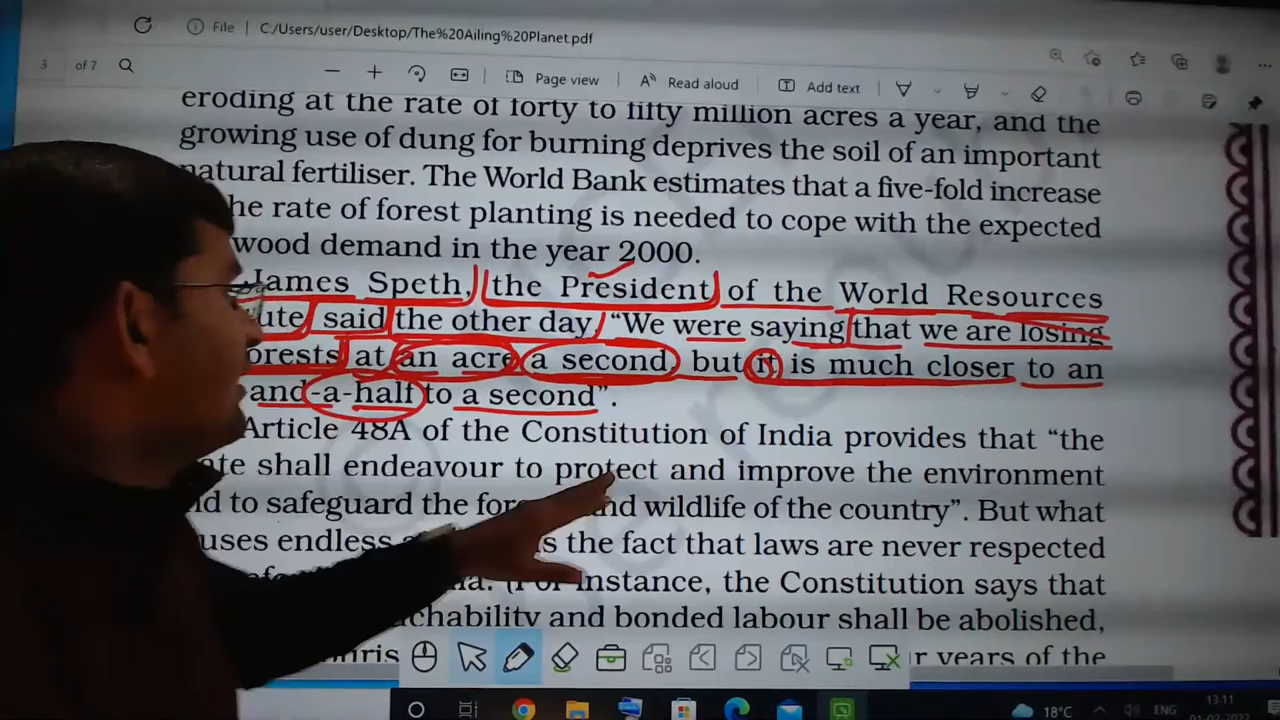 File | C:/Users/user/Desktop/The%20Ailing%20Planet.pdf
3 of 7
Page view
Read aloud
Add text
eroding at the rate of forty to fifty million acres a year, and the
growing use of dung for burning deprives the soil of an important
natural fertiliser. The World Bank estimates that a five-fold increase
he rate of forest planting is needed to cope with the expected
wood demand in the year 2000.
James Speth, the President of the World Resources
ute said the other day, "We were saying that we are losing
orests at an acre a second, but it is much closer to an
and-a-half to a second".
Article 48A of the Constitution of India provides that "the
ate shall endeavour to protect and improve the environment
nd to safeguard the for nd wildlife of the country". But what
uses endless is the fact that laws are never respected
instance, the Constitution says that
chability and bonded labour shall be abolished,
r years of the
18°C
ENG
13:11